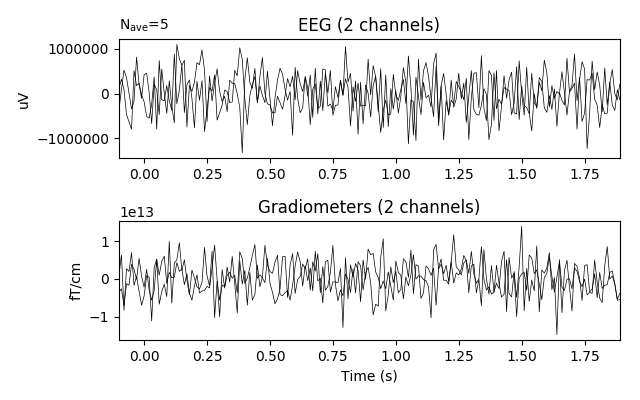 N_ave=5
EEG (2 channels)
1000000
0
−1000000
uV
0.00 0.25 0.50 0.75 1.00 1.25 1.50 1.75
1e13
Gradiometers (2 channels)
1
0
−1
fT/cm
0.00 0.25 0.50 0.75 1.00 1.25 1.50 1.75
Time (s)